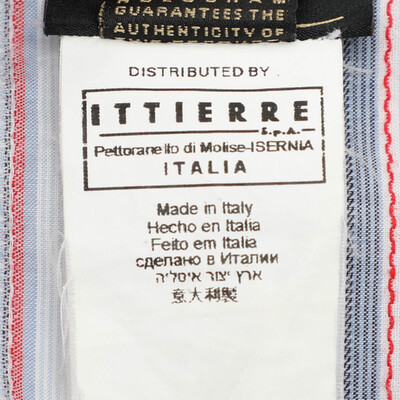 GUARANTEES THE
AUTHENTICITY OF
DISTRIBUTED BY
ITTIERRE
S.p.A.
Pettoranello di Molise-ISERNIA
ITALIA
Made in Italy
Hecho en Italia
Feito em Italia
сделано в Италии
ארץ יצור איטליה
意大利製